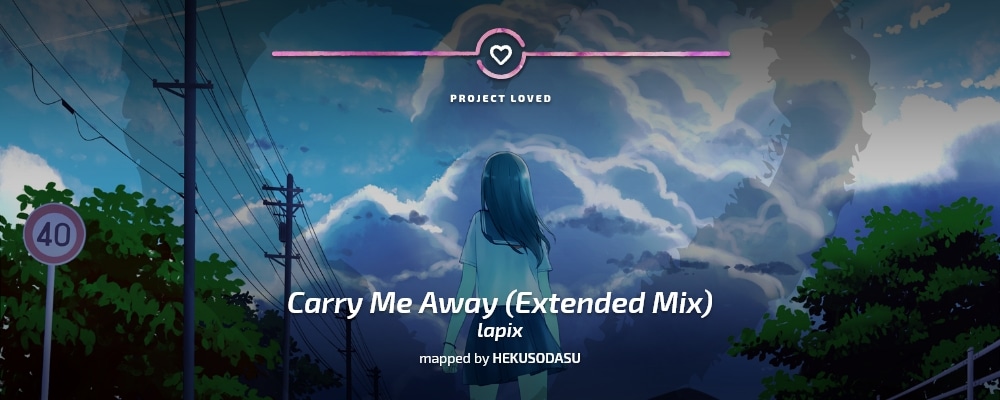 PROJECT LOVED
40
Carry Me Away (Extended Mix)
lapix
mapped by HEKUSODASU